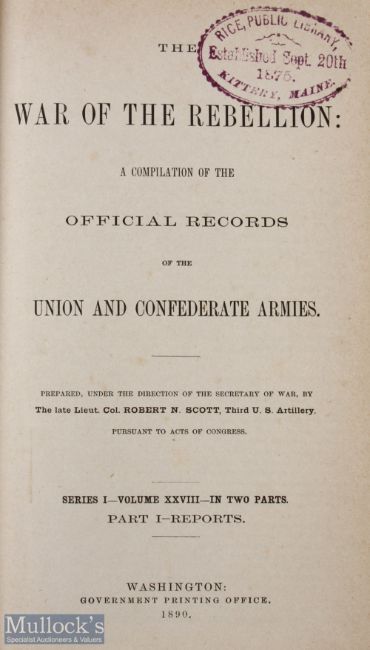 THE
RICE, PUBLIC LIBRARY,
Established Sept. 20th
1875.
KITTERY, MAINE.
WAR OF THE REBELLION:
A COMPILATION OF THE
OFFICIAL RECORDS
OF THE
UNION AND CONFEDERATE ARMIES.
PREPARED, UNDER THE DIRECTION OF THE SECRETARY OF WAR, BY
The late Lieut. Col. ROBERT N. SCOTT, Third U. S. Artillery,
PURSUANT TO ACTS OF CONGRESS.
SERIES I—VOLUME XXVIII—IN TWO PARTS.
PART I—REPORTS.
WASHINGTON:
GOVERNMENT PRINTING OFFICE.
1890.
Mullock's
Specialist Auctioneers & Valuers